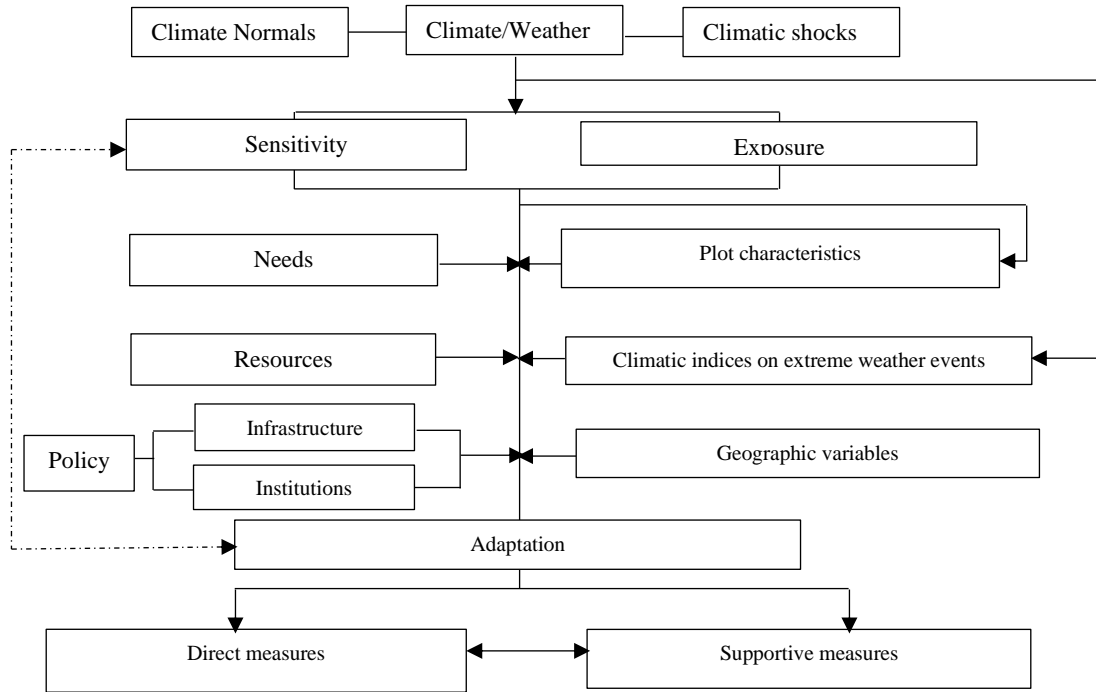 Climate Normals
Climate/Weather
Climatic shocks
Sensitivity
Exposure
Needs
Plot characteristics
Resources
Climatic indices on extreme weather events
Policy
Infrastructure
Institutions
Geographic variables
Adaptation
Direct measures
Supportive measures